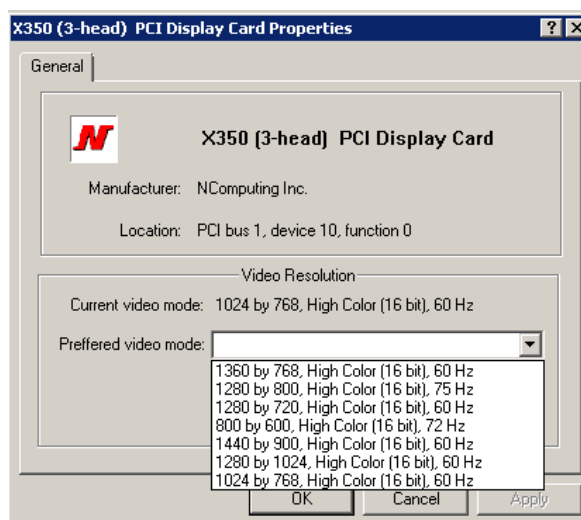 X350 (3-head) PCI Display Card Properties
General
X350 (3-head) PCI Display Card
Manufacturer: NComputing Inc.
Location: PCI bus 1, device 10, function 0
Video Resolution
Current video mode: 1024 by 768, High Color (16 bit), 60 Hz
Preffered video mode:
1360 by 768, High Color (16 bit), 60 Hz
1280 by 800, High Color (16 bit), 75 Hz
1280 by 720, High Color (16 bit), 60 Hz
800 by 600, High Color (16 bit), 72 Hz
1440 by 900, High Color (16 bit), 60 Hz
1280 by 1024, High Color (16 bit), 60 Hz
1024 by 768, High Color (16 bit), 60 Hz
OK Cancel Apply